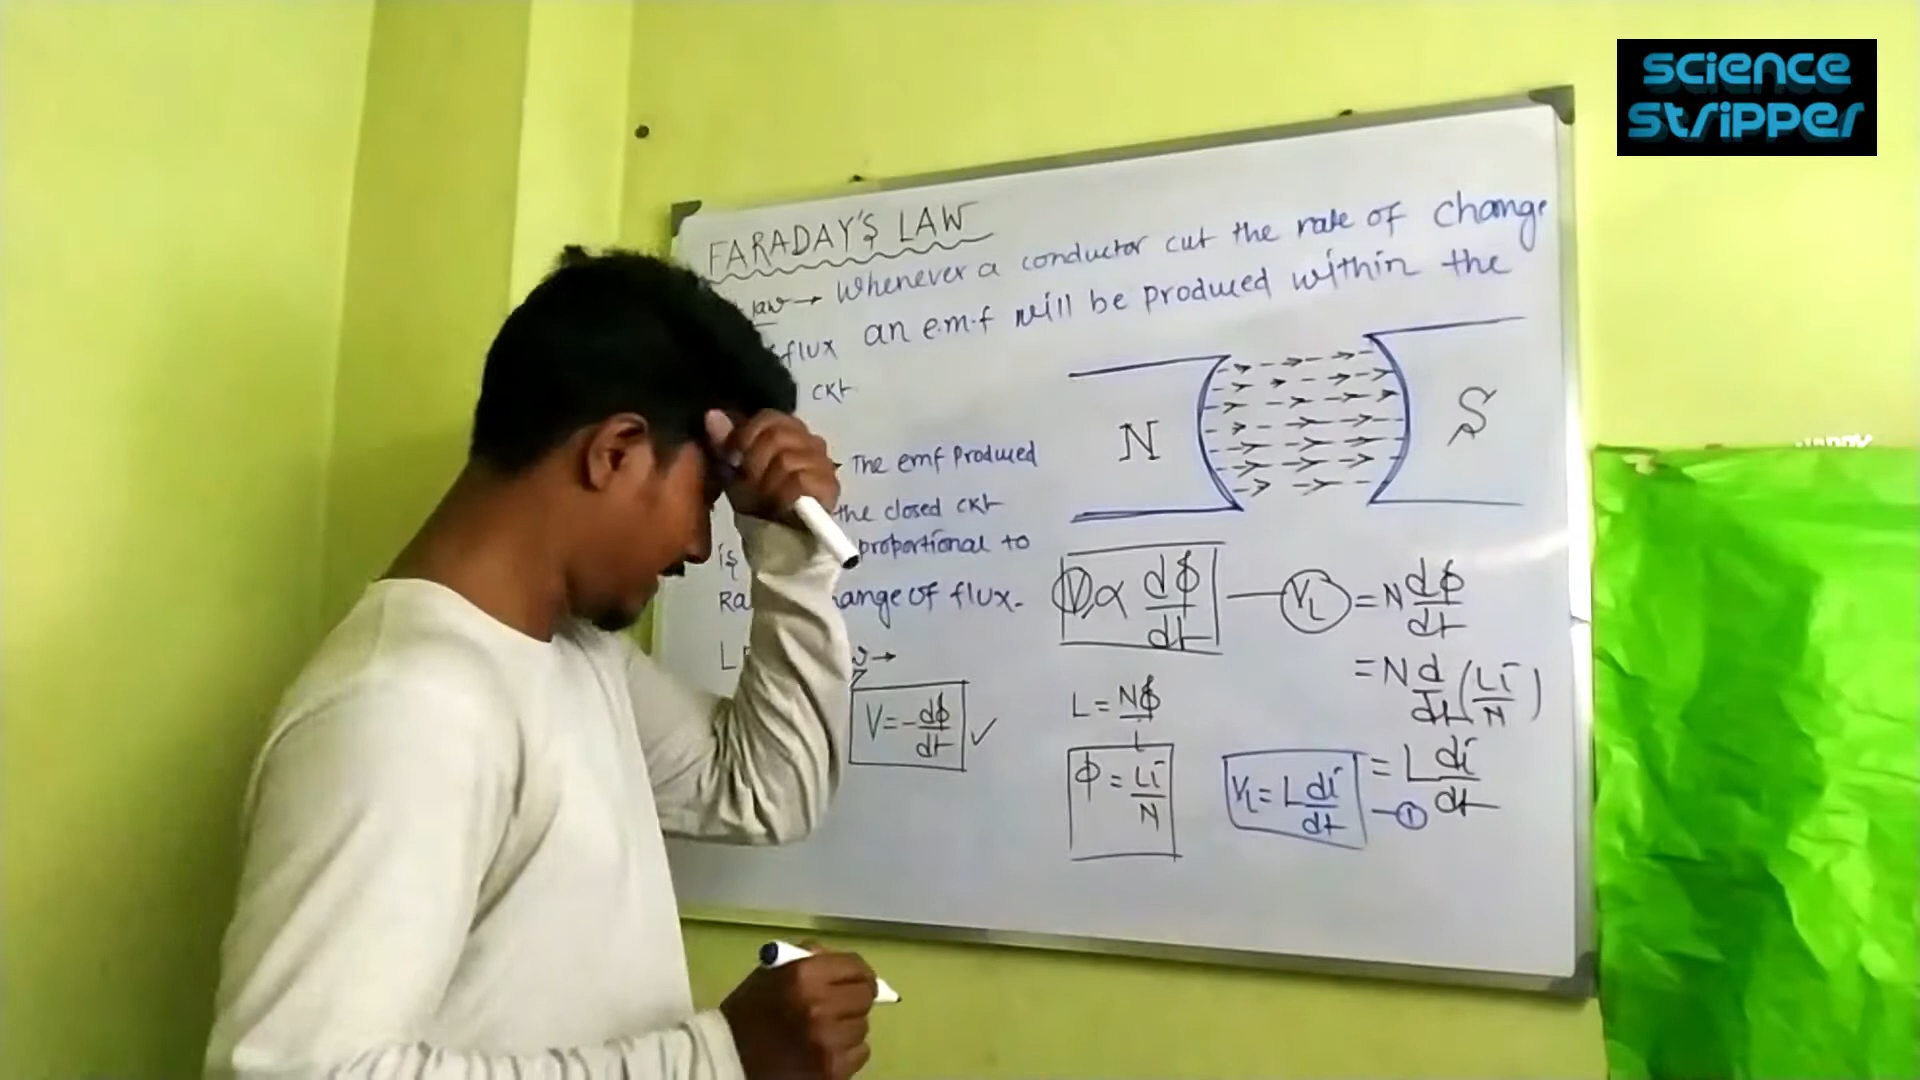 science
stripper
FARADAY'S LAW
law → Whenever a conductor cut the rate of change
flux an e.m.f will be produced within the
ckt
The emf Produced
the closed ckt
is proportional to
change of flux.
N
S
V ∝ dφ/dt — V_L = N dφ/dt
= N d/dt (Li/N)
L = Nφ/i
V = - dφ/dt ✓
φ = Li/N
V_L = L di/dt — ①
= L di/dt